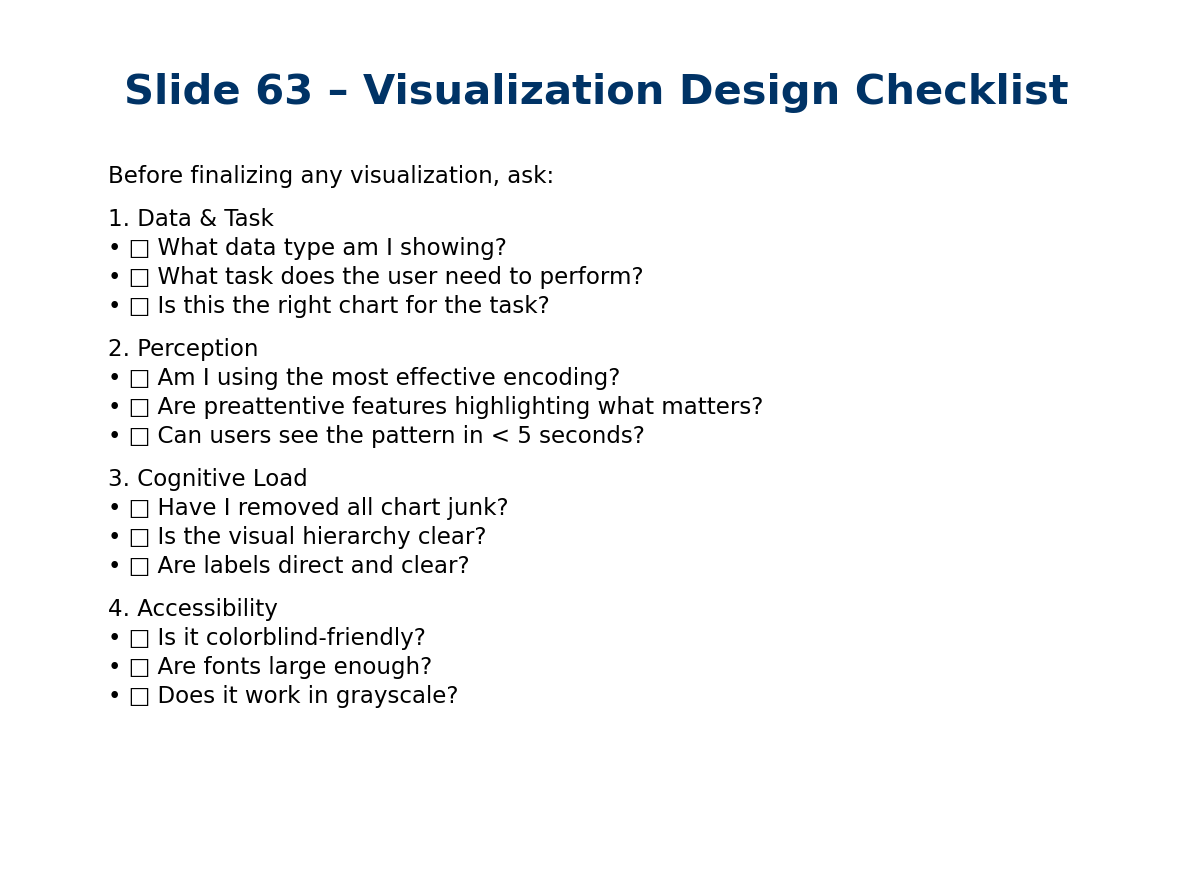 Slide 63 – Visualization Design Checklist
Before finalizing any visualization, ask:
1. Data & Task
• □ What data type am I showing?
• □ What task does the user need to perform?
• □ Is this the right chart for the task?
2. Perception
• □ Am I using the most effective encoding?
• □ Are preattentive features highlighting what matters?
• □ Can users see the pattern in < 5 seconds?
3. Cognitive Load
• □ Have I removed all chart junk?
• □ Is the visual hierarchy clear?
• □ Are labels direct and clear?
4. Accessibility
• □ Is it colorblind-friendly?
• □ Are fonts large enough?
• □ Does it work in grayscale?